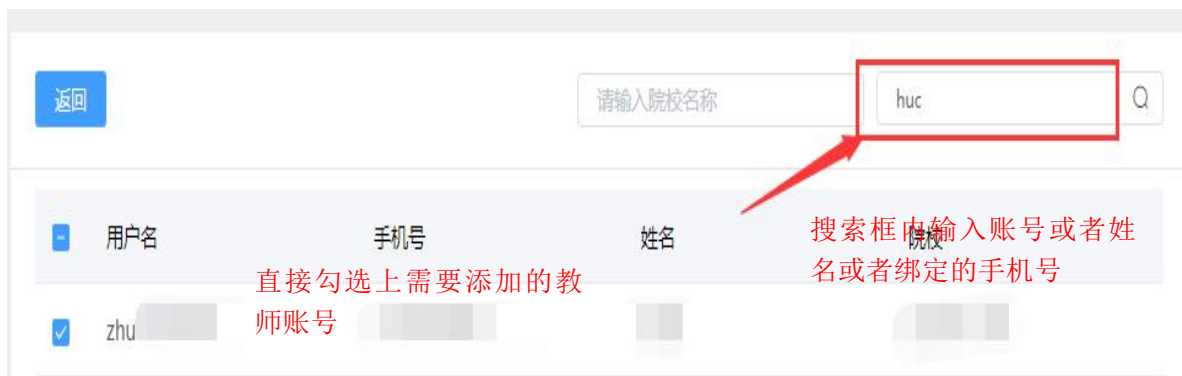 返回
请输入院校名称
huc
用户名
手机号
姓名
院校
搜索框内输入账号或者姓
名或者绑定的手机号
直接勾选上需要添加的教
师账号
zhu